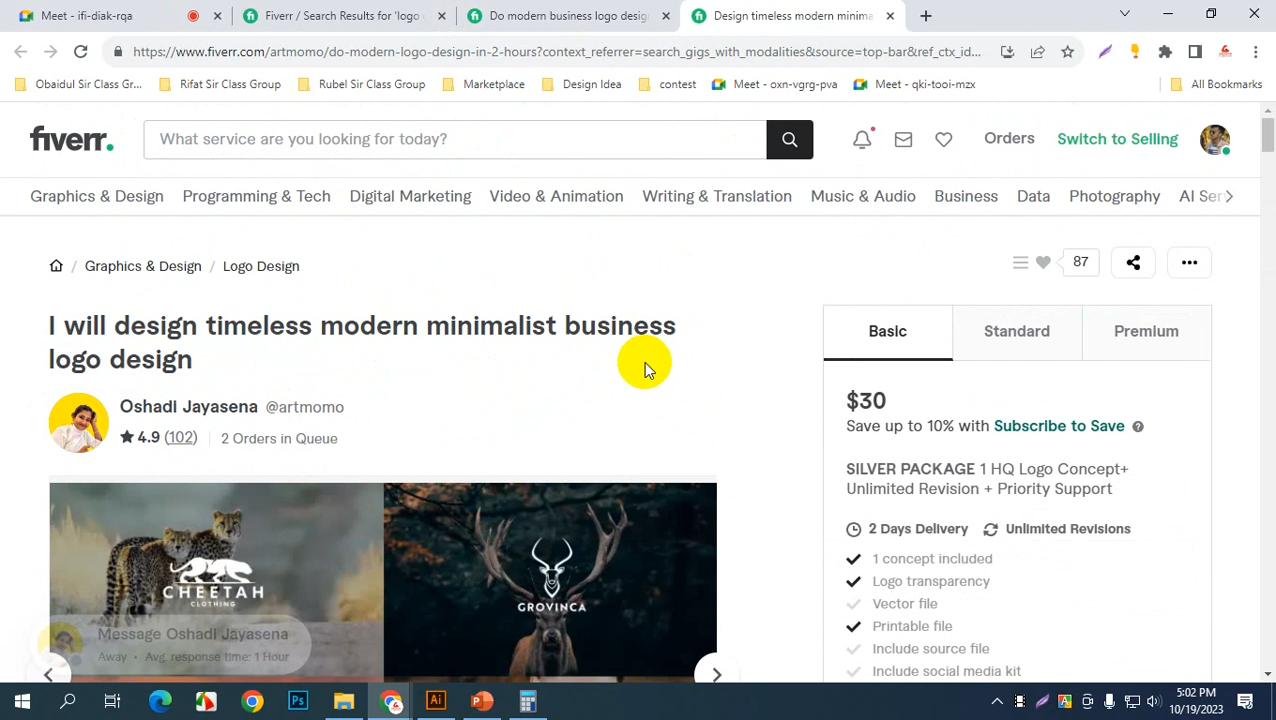 Meet - ifi-diak-rqa
Fiverr / Search Results for 'logo
Do modern business logo desig
Design timeless modern minima
https://www.fiverr.com/artmomo/do-modern-logo-design-in-2-hours?context_referrer=search_gigs_with_modalities&source=top-bar&ref_ctx_id...
Obaidul Sir Class Gr...
Rifat Sir Class Group
Rubel Sir Class Group
Marketplace
Design Idea
contest
Meet - oxn-vgrg-pva
Meet - qki-tooi-mzx
All Bookmarks
fiverr.
What service are you looking for today?
Orders
Switch to Selling
Graphics & Design
Programming & Tech
Digital Marketing
Video & Animation
Writing & Translation
Music & Audio
Business
Data
Photography
AI Ser
/ Graphics & Design / Logo Design
87
I will design timeless modern minimalist business
logo design
Oshadi Jayasena @artmomo
4.9 (102) 2 Orders in Queue
CHEETAH
CLOTHING
GROVINCA
Message Oshadi Jayasena
Away • Avg. response time: 1 Hour
Basic
Standard
Premium
$30
Save up to 10% with Subscribe to Save
SILVER PACKAGE 1 HQ Logo Concept+
Unlimited Revision + Priority Support
2 Days Delivery
Unlimited Revisions
1 concept included
Logo transparency
Vector file
Printable file
Include source file
Include social media kit
Ps
Ai
5:02 PM
10/19/2023